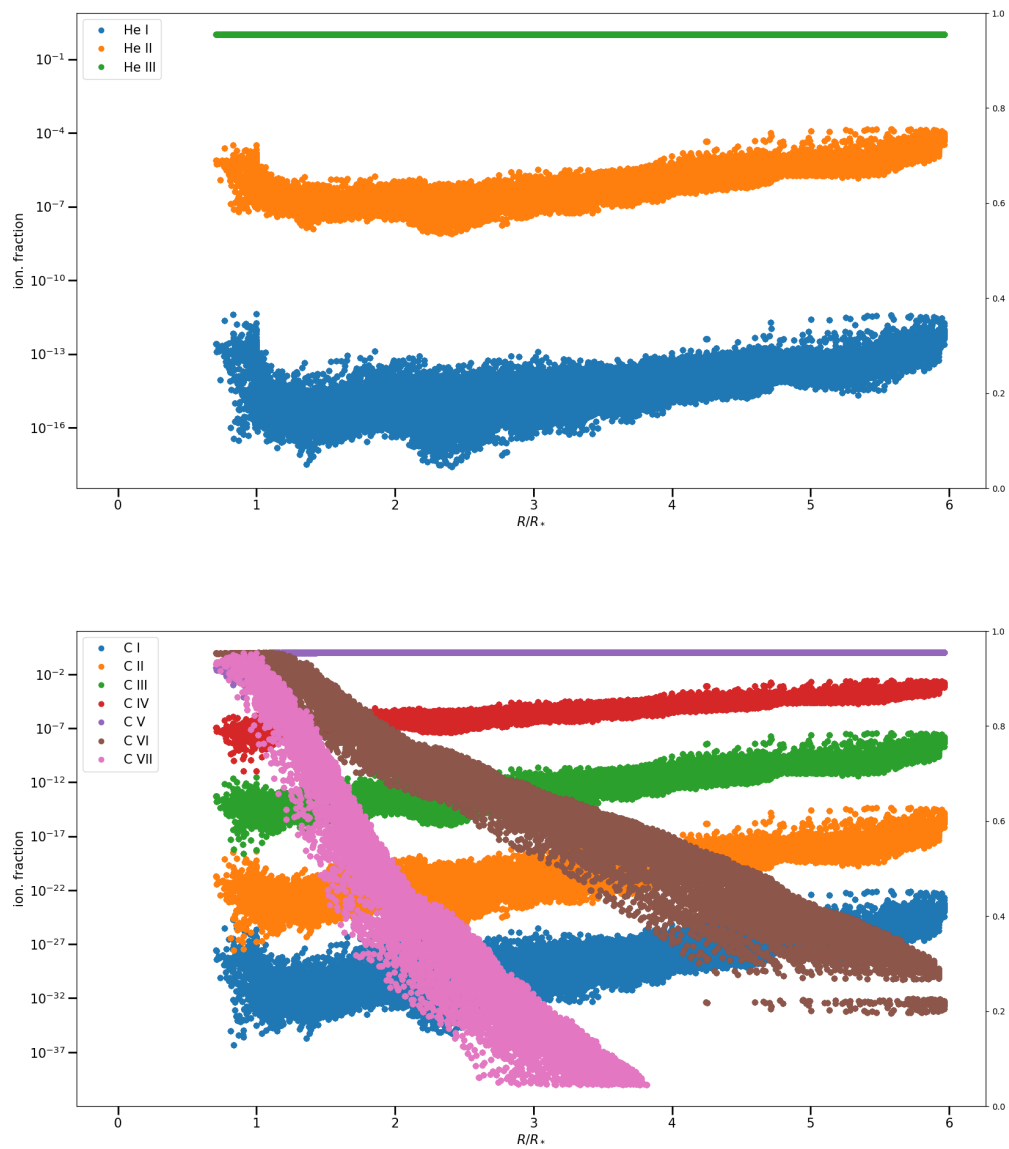 He I
He II
He III
ion. fraction
10⁻¹
10⁻⁴
10⁻⁷
10⁻¹⁰
10⁻¹³
10⁻¹⁶
1.0
0.8
0.6
0.4
0.2
0.0
0 1 2 3 4 5 6
R/R*
C I
C II
C III
C IV
C V
C VI
C VII
ion. fraction
10⁻²
10⁻⁷
10⁻¹²
10⁻¹⁷
10⁻²²
10⁻²⁷
10⁻³²
10⁻³⁷
1.0
0.8
0.6
0.4
0.2
0.0
0 1 2 3 4 5 6
R/R*